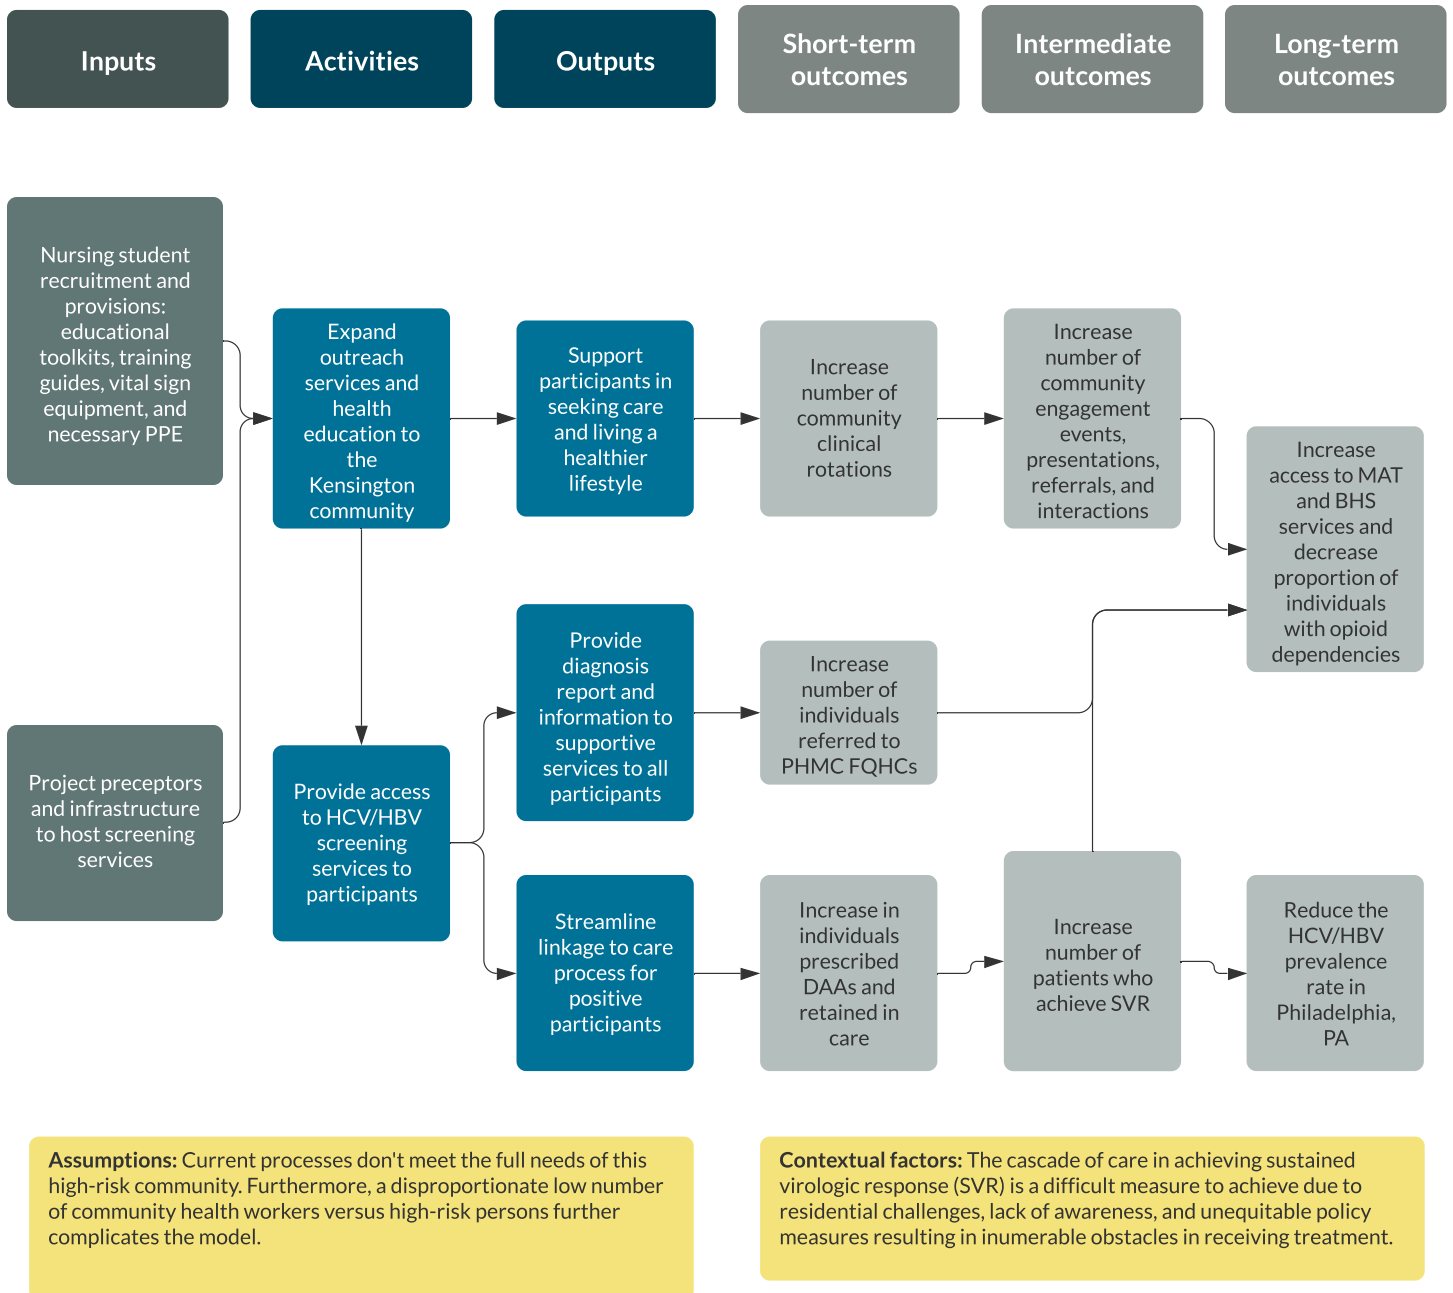 Inputs
Activities
Outputs
Short-term
outcomes
Intermediate
outcomes
Long-term
outcomes
Nursing student
recruitment and
provisions:
educational
toolkits, training
guides, vital sign
equipment, and
necessary PPE
Project preceptors
and infrastructure
to host screening
services
Expand
outreach
services and
health
education to
the
Kensington
community
Provide access
to HCV/HBV
screening
services to
participants
Support
participants in
seeking care
and living a
healthier
lifestyle
Provide
diagnosis
report and
information to
supportive
services to all
participants
Streamline
linkage to care
process for
positive
participants
Increase
number of
community
clinical
rotations
Increase
number of
individuals
referred to
PHMC FQHCs
Increase in
individuals
prescribed
DAAs and
retained in
care
Increase
number of
community
engagement
events,
presentations,
referrals, and
interactions
Increase
number of
patients who
achieve SVR
Increase
access to MAT
and BHS
services and
decrease
proportion of
individuals
with opioid
dependencies
Reduce the
HCV/HBV
prevalence
rate in
Philadelphia,
PA
Assumptions: Current processes don't meet the full needs of this
high-risk community. Furthermore, a disproportionate low number
of community health workers versus high-risk persons further
complicates the model.
Contextual factors: The cascade of care in achieving sustained
virologic response (SVR) is a difficult measure to achieve due to
residential challenges, lack of awareness, and unequitable policy
measures resulting in inumerable obstacles in receiving treatment.